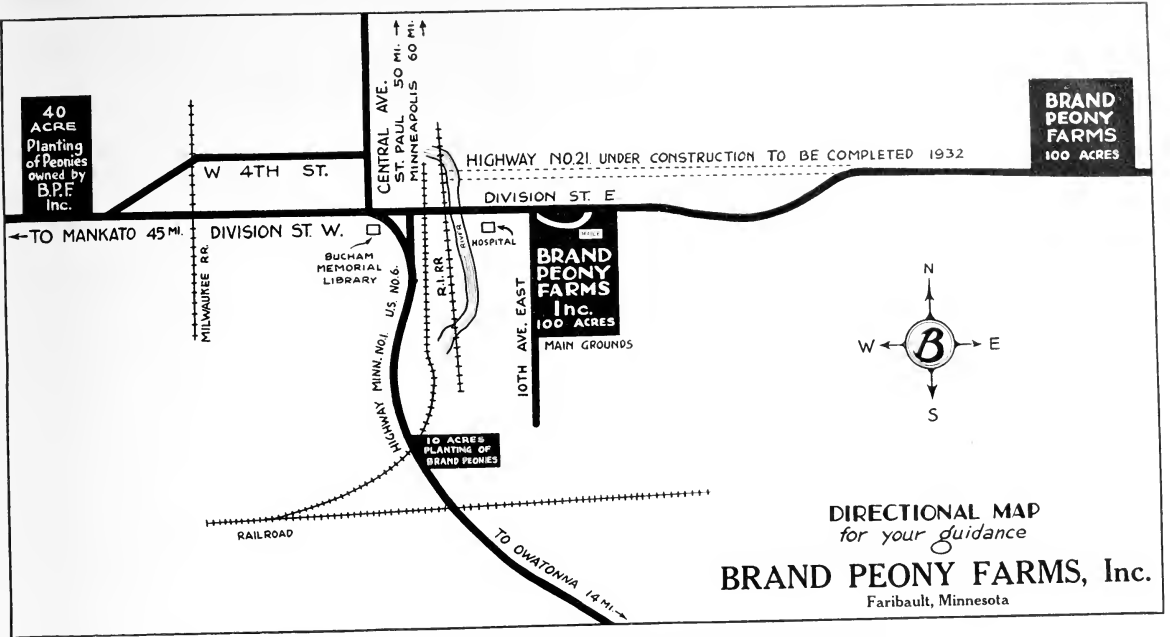 40
ACRE
Planting
of Peonies
owned by
B.P.F.
Inc.
CENTRAL AVE.
ST. PAUL 50 MI.
MINNEAPOLIS 60 MI.
BRAND
PEONY
FARMS
100 ACRES
W 4TH ST.
HIGHWAY NO.21. UNDER CONSTRUCTION TO BE COMPLETED 1932
DIVISION ST. E
TO MANKATO 45 MI.
DIVISION ST. W.
MILWAUKEE RR.
BUCHAM
MEMORIAL
LIBRARY
HIGHWAY MINN. NO.1. U.S. NO.6.
R.I. RR
RIVER
HOSPITAL
BRAND
PEONY
FARMS
Inc.
100 ACRES
MAIN GROUNDS
10TH AVE. EAST
N
W
B
E
S
10 ACRES
PLANTING OF
BRAND PEONIES
RAILROAD
TO OWATONNA 14 MI.
DIRECTIONAL MAP
for your guidance
BRAND PEONY FARMS, Inc.
Faribault, Minnesota